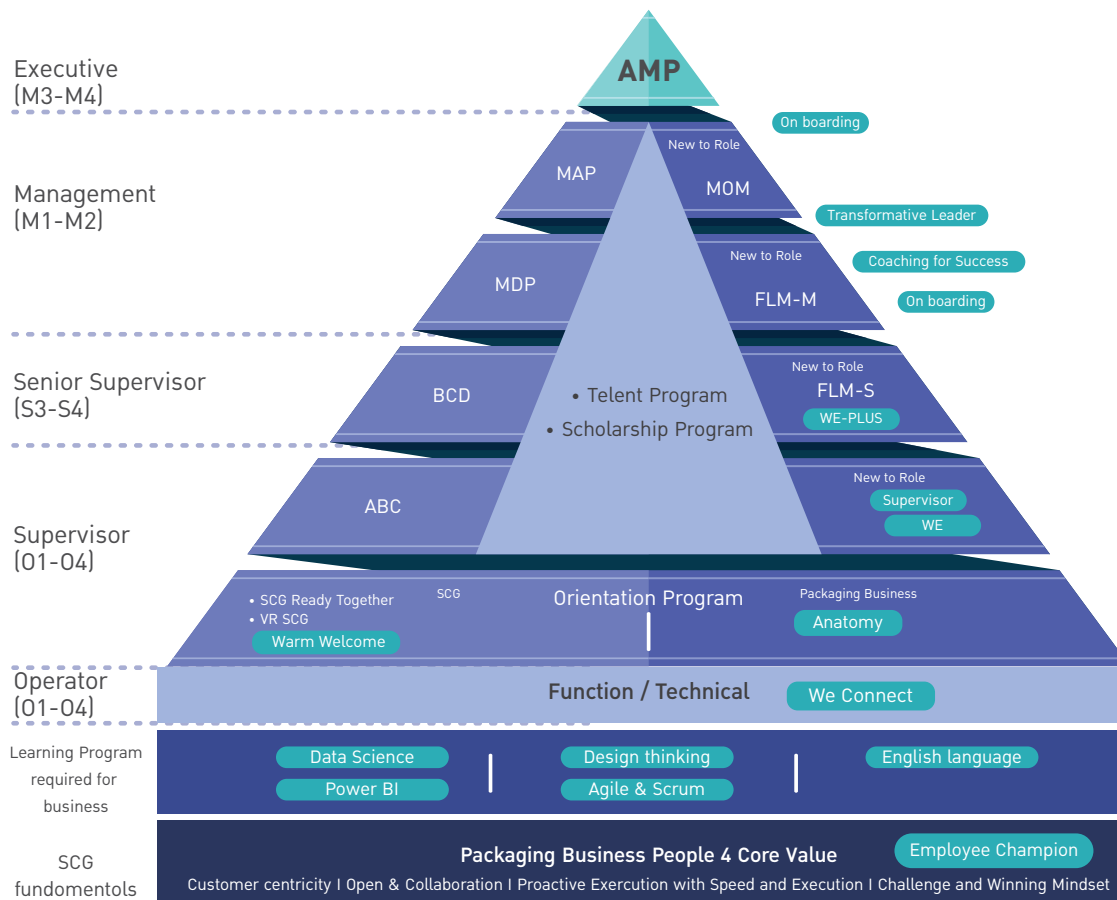 AMP
Executive
(M3-M4)
On boarding
New to Role
MAP
MOM
Management
(M1-M2)
Transformative Leader
New to Role
Coaching for Success
MDP
FLM-M
On boarding
Senior Supervisor
(S3-S4)
New to Role
FLM-S
BCD
• Telent Program
WE-PLUS
• Scholarship Program
New to Role
Supervisor
ABC
WE
Supervisor
(O1-O4)
• SCG Ready Together
SCG
Orientation Program
Packaging Business
• VR SCG
Anatomy
Warm Welcome
Operator
(O1-O4)
Function / Technical
We Connect
Learning Program
required for
business
Data Science
Design thinking
English language
Power BI
Agile & Scrum
SCG
fundomentols
Packaging Business People 4 Core Value
Employee Champion
Customer centricity I Open & Collaboration I Proactive Exercution with Speed and Execution I Challenge and Winning Mindset